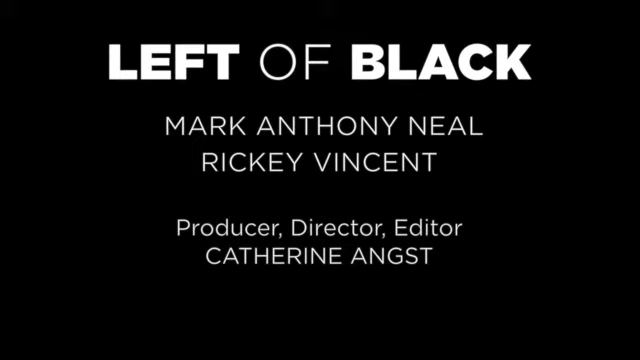 LEFT OF BLACK
MARK ANTHONY NEAL
RICKEY VINCENT
Producer, Director, Editor
CATHERINE ANGST